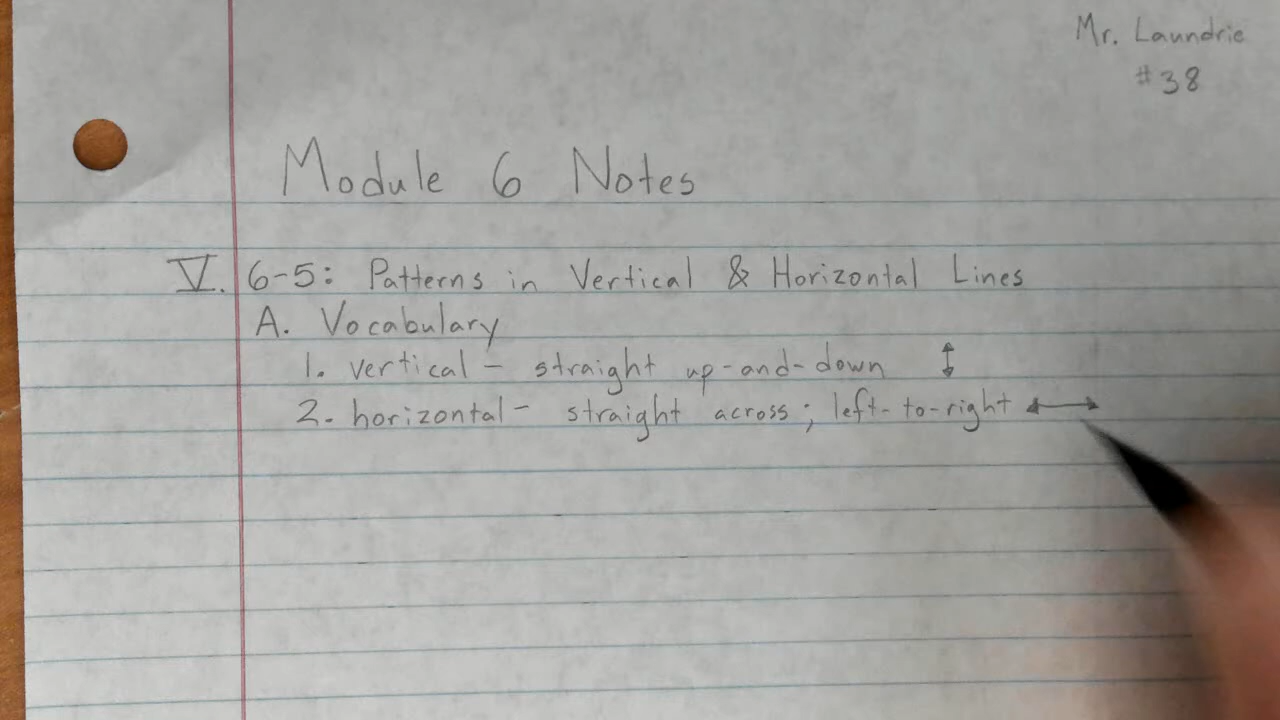 Mr. Laundrie
#38
Module 6 Notes
V. 6-5: Patterns in Vertical & Horizontal Lines
A. Vocabulary
1. vertical - straight up-and-down ↕
2. horizontal - straight across; left-to-right ↔